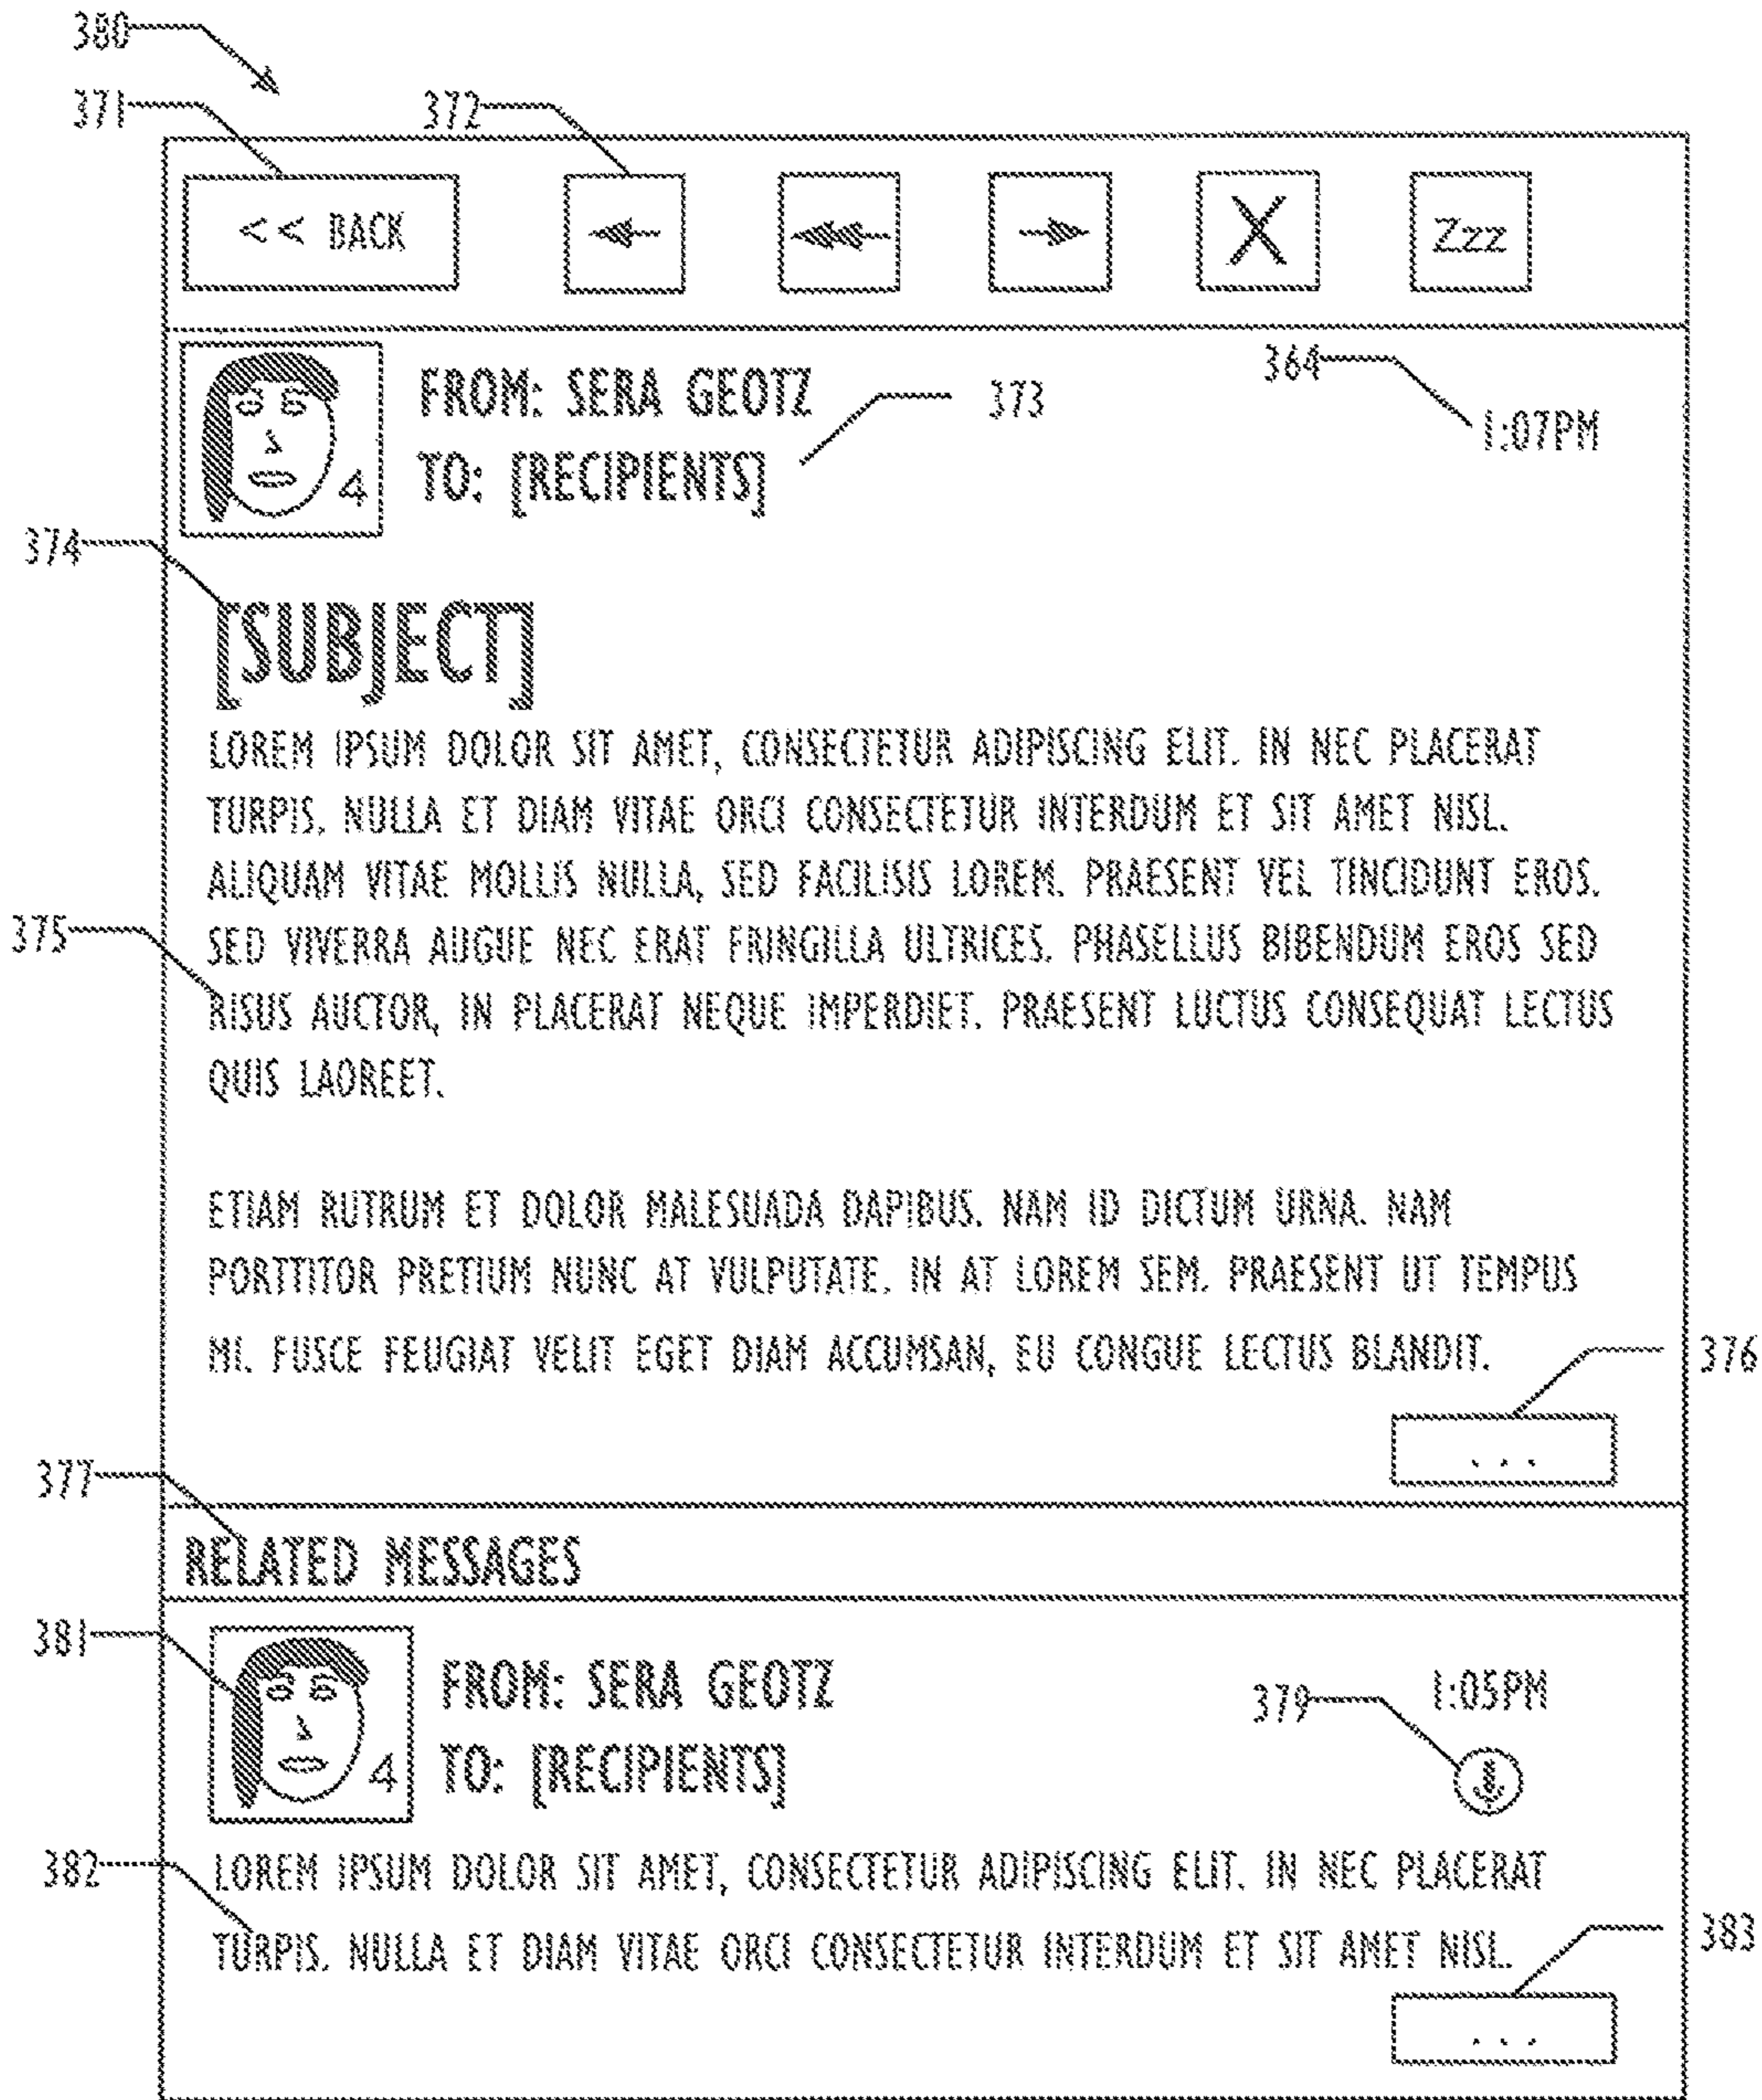 380
371
372
<< BACK
X
Zzz
FROM: SERA GEOTZ
373
364
1:07PM
TO: [RECIPIENTS]
4
374
[SUBJECT]
LOREM IPSUM DOLOR SIT AMET, CONSECTETUR ADIPISCING ELIT. IN NEC PLACERAT
TURPIS. NULLA ET DIAM VITAE ORCI CONSECTETUR INTERDUM ET SIT AMET NISL.
ALIQUAM VITAE MOLLIS NULLA, SED FACILISIS LOREM. PRAESENT VEL TINCIDUNT EROS.
375
SED VIVERRA AUGUE NEC ERAT FRINGILLA ULTRICES. PHASELLUS BIBENDUM EROS SED
RISUS AUCTOR, IN PLACERAT NEQUE IMPERDIET. PRAESENT LUCTUS CONSEQUAT LECTUS
QUIS LAOREET.
ETIAM RUTRUM ET DOLOR MALESUADA DAPIBUS. NAM ID DICTUM URNA. NAM
PORTTITOR PRETIUM NUNC AT VULPUTATE. IN AT LOREM SEM. PRAESENT UT TEMPUS
MI. FUSCE FEUGIAT VELIT EGET DIAM ACCUMSAN, EU CONGUE LECTUS BLANDIT.
376
...
377
RELATED MESSAGES
381
FROM: SERA GEOTZ
379
1:05PM
TO: [RECIPIENTS]
4
382
LOREM IPSUM DOLOR SIT AMET, CONSECTETUR ADIPISCING ELIT. IN NEC PLACERAT
TURPIS. NULLA ET DIAM VITAE ORCI CONSECTETUR INTERDUM ET SIT AMET NISL.
383
...